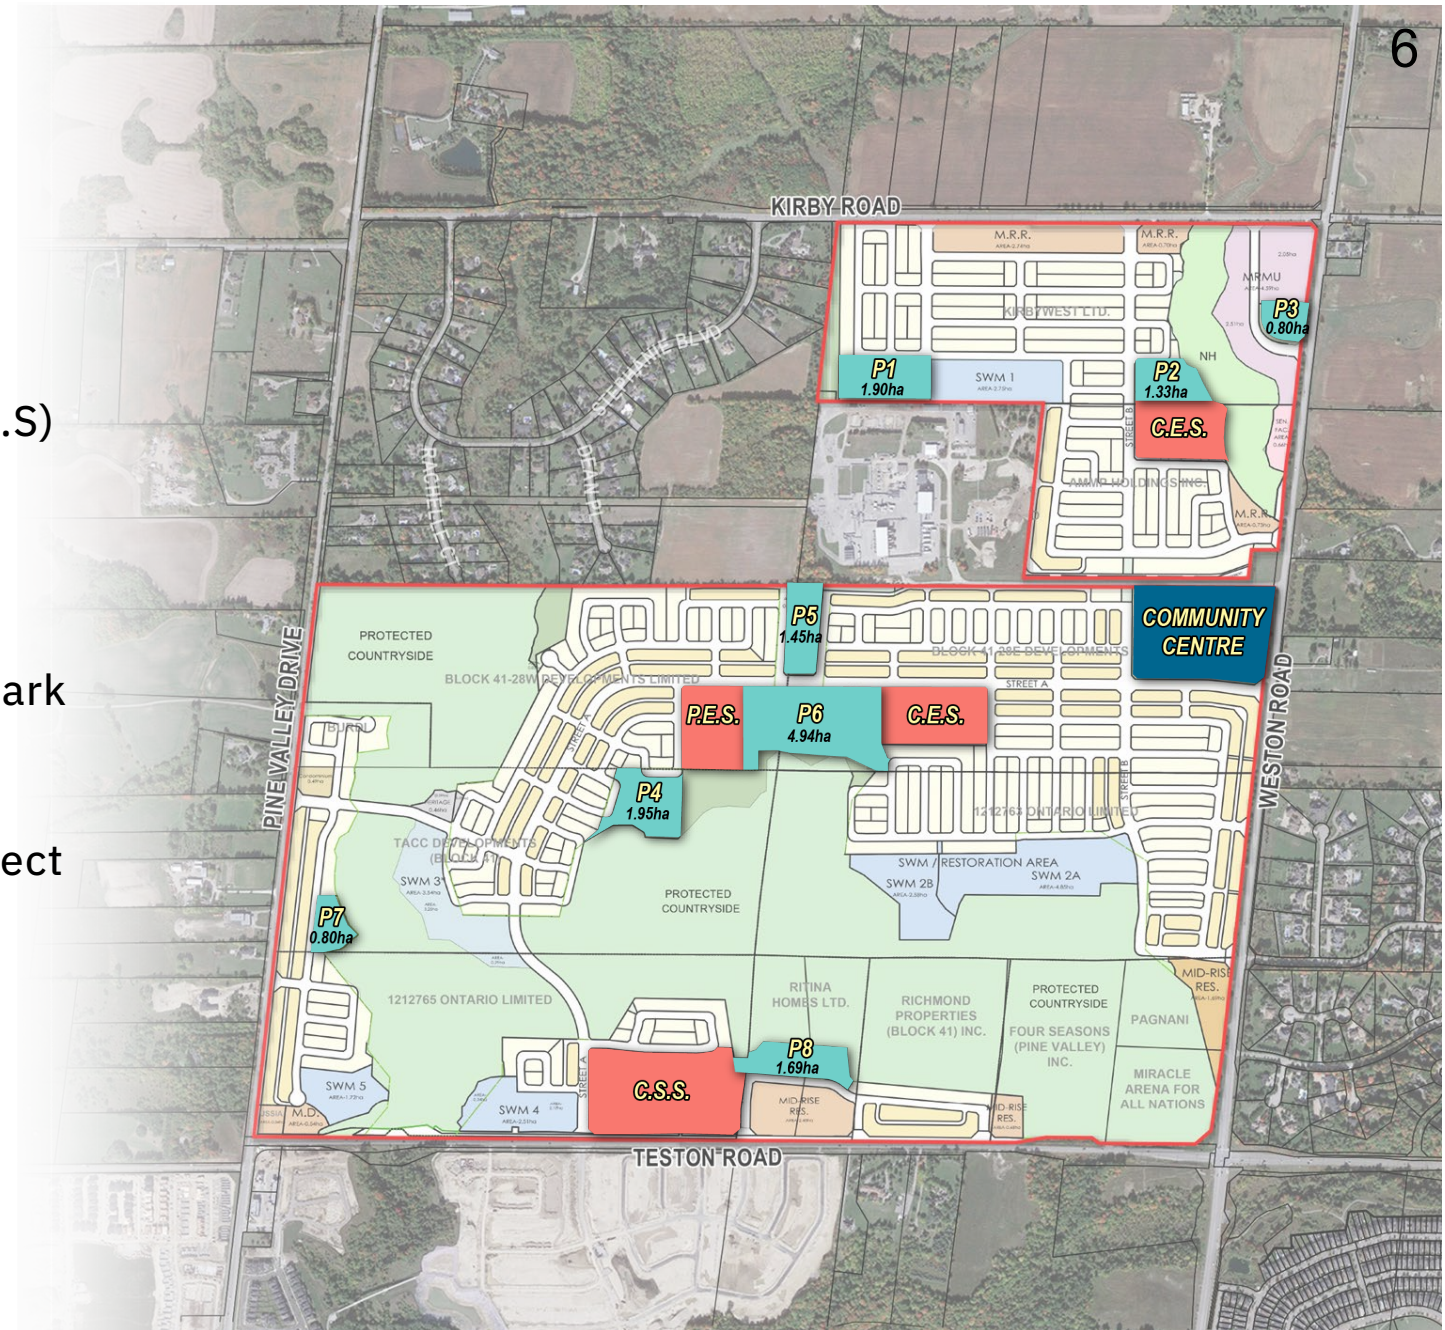 6
KIRBY ROAD
M.R.R.
M.R.R.
MRMU
KIRBYWEST LTD.
P3
0.80ha
STEPHANIE BLVD
NH
P1
1.90ha
SWM 1
P2
1.33ha
.S)
STREET B
C.E.S.
AMMP HOLDINGS INC.
M.R.R.
PROTECTED
COUNTRYSIDE
P5
1.45ha
COMMUNITY
CENTRE
BLOCK 41-28E DEVELOPMENTS
BLOCK 41-28W DEVELOPMENTS LIMITED
STREET A
ark
PINE VALLEY DRIVE
WESTON ROAD
P.E.S.
P6
4.94ha
C.E.S.
BURDI
STREET A
P4
1.95ha
STREET B
1212763 ONTARIO LIMITED
TACC DEVELOPMENTS
(BLOCK 41)
ect
SWM 3*
SWM / RESTORATION AREA
SWM 2B
SWM 2A
PROTECTED
COUNTRYSIDE
P7
0.80ha
1212765 ONTARIO LIMITED
RITINA
HOMES LTD.
RICHMOND
PROPERTIES
(BLOCK 41) INC.
PROTECTED
COUNTRYSIDE
FOUR SEASONS
(PINE VALLEY)
INC.
PAGNANI
MID-RISE
RES.
MIRACLE
ARENA FOR
ALL NATIONS
P8
1.69ha
STREET A
C.S.S.
SWM 5
M.D.
SWM 4
MID-RISE
RES.
MID-RISE
RES.
TESTON ROAD